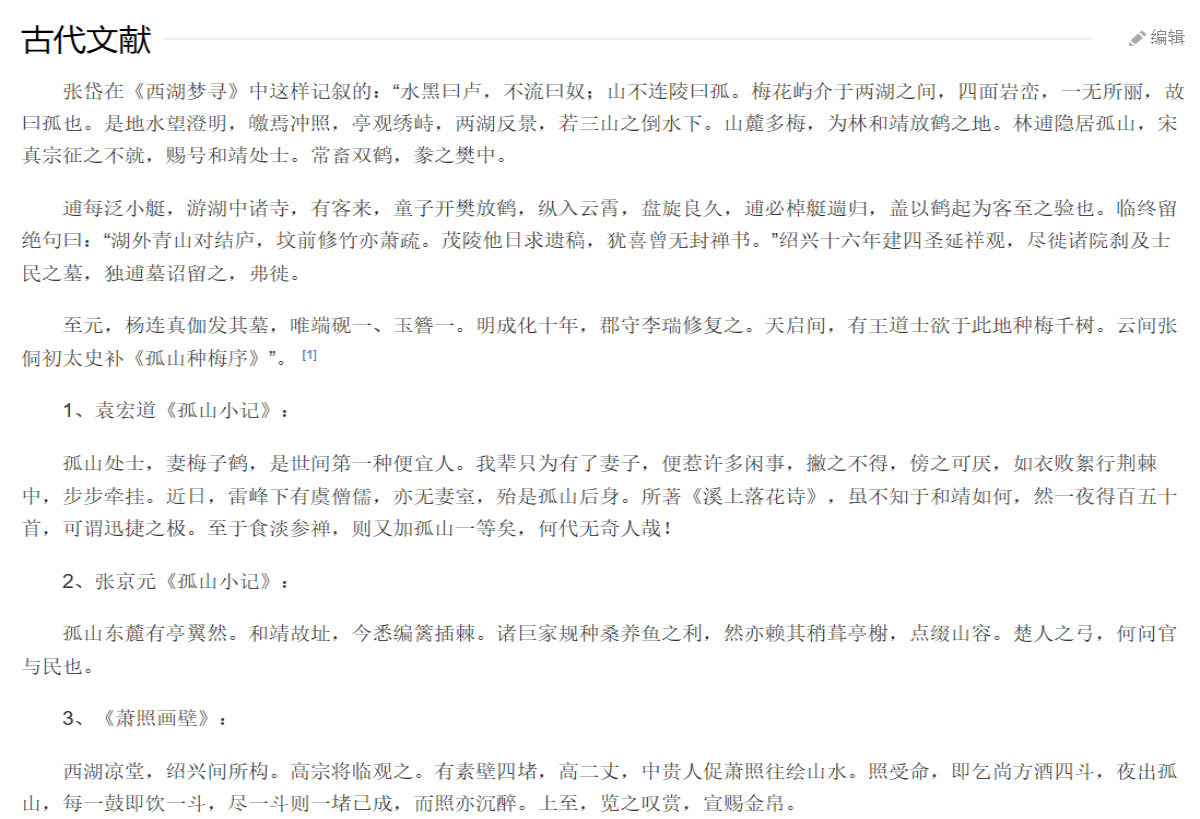 古代文献
编辑
张岱在《西湖梦寻》中这样记叙的：“水黑曰卢，不流曰奴；山不连陵曰孤。梅花屿介于两湖之间，四面岩峦，一无所丽，故
曰孤也。是地水望澄明，皦焉冲照，亭观绣峙，两湖反景，若三山之倒水下。山麓多梅，为林和靖放鹤之地。林逋隐居孤山，宋
真宗征之不就，赐号和靖处士。常畜双鹤，豢之樊中。
逋每泛小艇，游湖中诸寺，有客来，童子开樊放鹤，纵入云霄，盘旋良久，逋必棹艇遄归，盖以鹤起为客至之验也。临终留
绝句曰：“湖外青山对结庐，坟前修竹亦萧疏。茂陵他日求遗稿，犹喜曾无封禅书。”绍兴十六年建四圣延祥观，尽徙诸院刹及士
民之墓，独逋墓诏留之，弗徙。
至元，杨连真伽发其墓，唯端砚一、玉簪一。明成化十年，郡守李瑞修复之。天启间，有王道士欲于此地种梅千树。云间张
侗初太史补《孤山种梅序》”。 [1]
1、袁宏道《孤山小记》：
孤山处士，妻梅子鹤，是世间第一种便宜人。我辈只为有了妻子，便惹许多闲事，撇之不得，傍之可厌，如衣败絮行荆棘
中，步步牵挂。近日，雷峰下有虞僧儒，亦无妻室，殆是孤山后身。所著《溪上落花诗》，虽不知于和靖如何，然一夜得百五十
首，可谓迅捷之极。至于食淡参禅，则又加孤山一等矣，何代无奇人哉！
2、张京元《孤山小记》：
孤山东麓有亭翼然。和靖故址，今悉编篱插棘。诸巨家规种桑养鱼之利，然亦赖其稍葺亭榭，点缀山容。楚人之弓，何问官
与民也。
3、《萧照画壁》：
西湖凉堂，绍兴间所构。高宗将临观之。有素壁四堵，高二丈，中贵人促萧照往绘山水。照受命，即乞尚方酒四斗，夜出孤
山，每一鼓即饮一斗，尽一斗则一堵已成，而照亦沉醉。上至，览之叹赏，宣赐金帛。